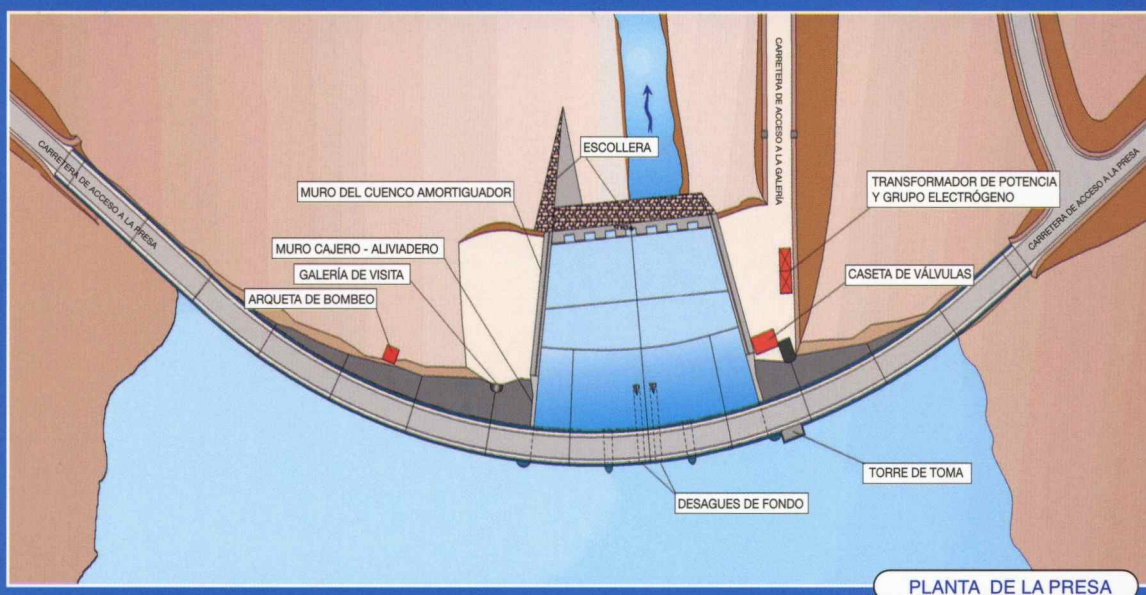 CARRETERA DE ACCESO A LA PRESA
CARRETERA DE ACCESO A LA GALERÍA
CARRETERA DE ACCESO A LA PRESA
ESCOLLERA
MURO DEL CUENCO AMORTIGUADOR
TRANSFORMADOR DE POTENCIA
Y GRUPO ELECTRÓGENO
MURO CAJERO - ALIVIADERO
GALERÍA DE VISITA
CASETA DE VÁLVULAS
ARQUETA DE BOMBEO
TORRE DE TOMA
DESAGUES DE FONDO
PLANTA DE LA PRESA